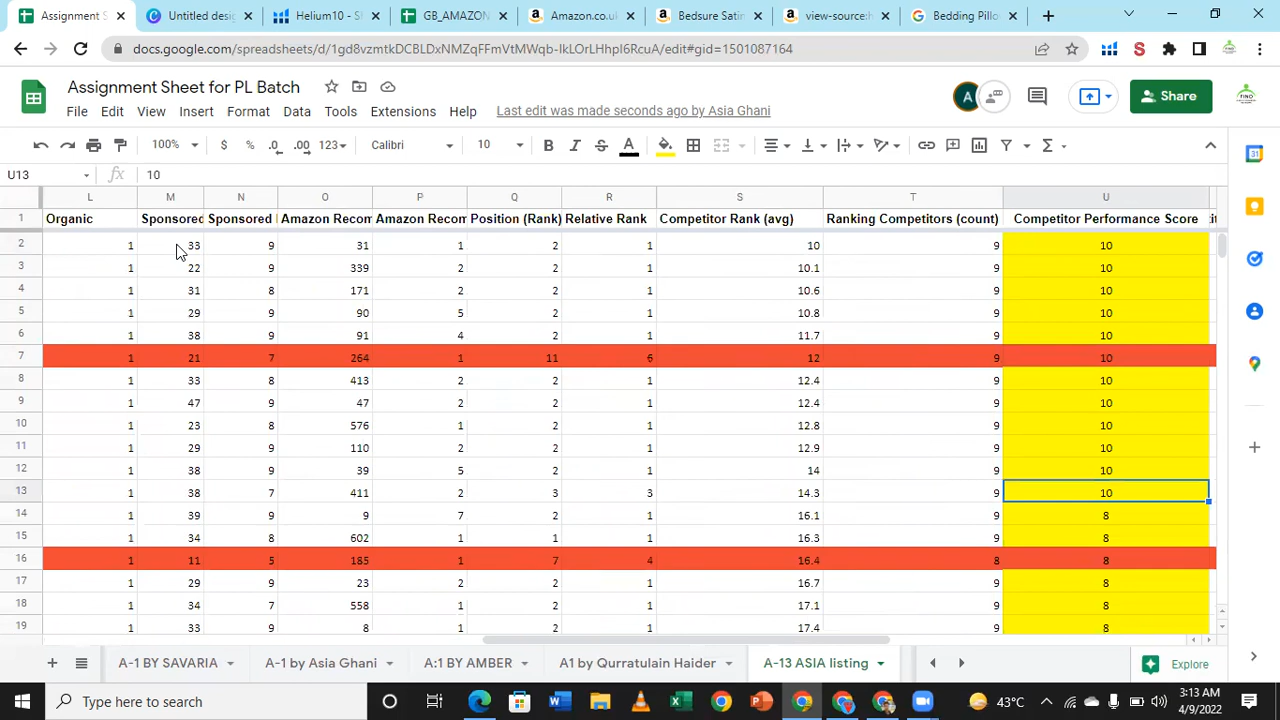 Assignment S
Untitled desig
Helium10 - S
GB_AMAZON
Amazon.co.uk
Bedsure Satin
view-source:h
Bedding Pillo
docs.google.com/spreadsheets/d/1gd8vzmtkDCBLDxNMZqFFmVtMWqb-IkLOrLHhpl6RcuA/edit#gid=1501087164
Assignment Sheet for PL Batch
A
Share
File Edit View Insert Format Data Tools Extensions Help Last edit was made seconds ago by Asia Ghani
100% $ % .0 .00 123 Calibri 10 B I S A
U13 fx 10
L M N O P Q R S T U
1 Organic Sponsored Sponsored Amazon Recom Amazon Recom Position (Rank) Relative Rank Competitor Rank (avg) Ranking Competitors (count) Competitor Performance Score
2 1 33 9 31 1 2 1 10 9 10
3 1 22 9 339 2 2 1 10.1 9 10
4 1 31 8 171 2 2 1 10.6 9 10
5 1 29 9 90 5 2 1 10.8 9 10
6 1 38 9 91 4 2 1 11.7 9 10
7 1 21 7 264 1 11 6 12 9 10
8 1 33 8 413 2 2 1 12.4 9 10
9 1 47 9 47 2 2 1 12.4 9 10
10 1 23 8 576 1 2 1 12.8 9 10
11 1 29 9 110 2 2 1 12.9 9 10
12 1 38 9 39 5 2 1 14 9 10
13 1 38 7 411 2 3 3 14.3 9 10
14 1 39 9 9 7 2 1 16.1 9 8
15 1 34 8 602 1 1 1 16.3 9 8
16 1 11 5 185 1 7 4 16.4 8 8
17 1 29 9 23 2 2 1 16.7 9 8
18 1 34 7 558 1 2 1 17.1 9 8
19 1 33 9 8 1 2 1 17.4 9 8
A-1 BY SAVARIA A-1 by Asia Ghani A:1 BY AMBER A1 by Qurratulain Haider A-13 ASIA listing Explore
Type here to search
43°C
3:13 AM
4/9/2022